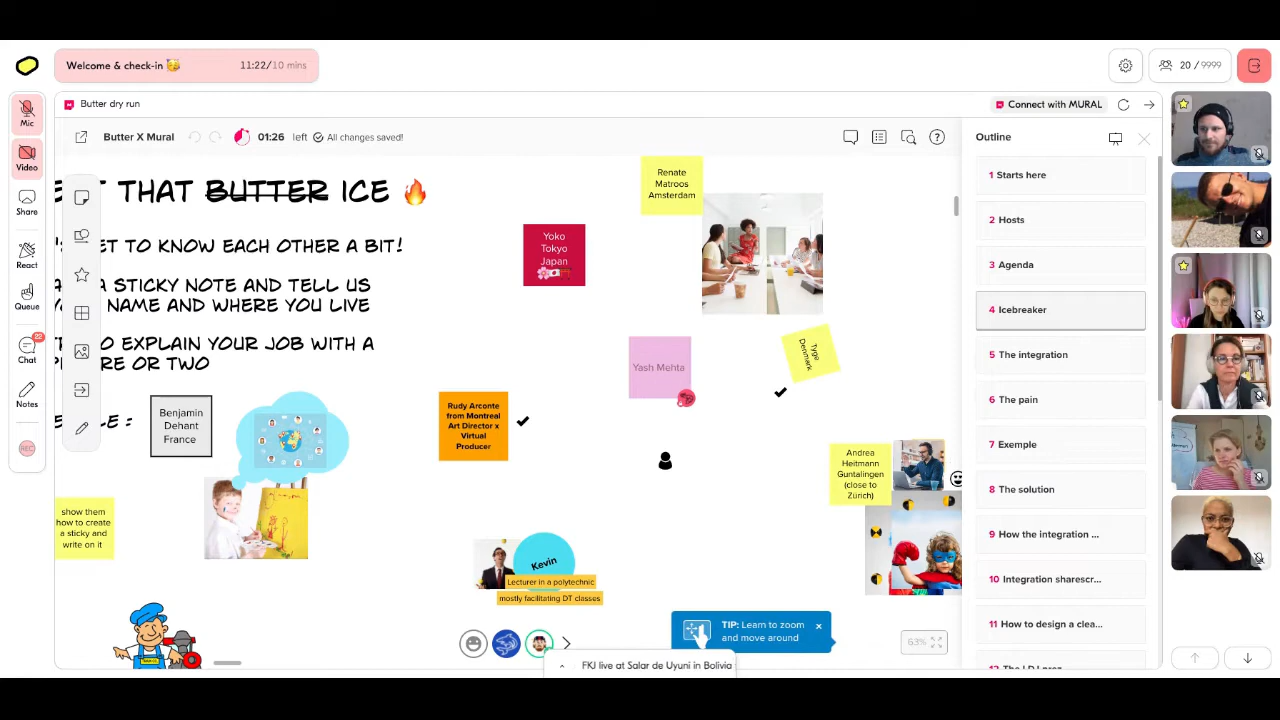 Welcome & check-in 🥰 11:22/10 mins
20 / 9999
Mic
Video
Share
React
Queue
22
Chat
Notes
REC
Butter dry run
Connect with MURAL
Butter X Mural
01:26 left
All changes saved!
THAT BUTTER ICE 🔥
ET TO KNOW EACH OTHER A BIT!
A STICKY NOTE AND TELL US
NAME AND WHERE YOU LIVE
O EXPLAIN YOUR JOB WITH A
RE OR TWO
Benjamin
Dehant
France
show them
how to create
a sticky and
write on it
Renate
Matroos
Amsterdam
Yoko
Tokyo
Japan
Yash Mehta
Tyge
Denmark
Rudy Arconte
from Montreal
Art Director x
Virtual
Producer
Andrea
Heitmann
Guntalingen
(close to
Zürich)
Kevin
Lecturer in a polytechnic
mostly facilitating DT classes
TIP: Learn to zoom
and move around
63%
FKJ live at Salar de Uyuni in Bolivia
Outline
1 Starts here
2 Hosts
3 Agenda
4 Icebreaker
5 The integration
6 The pain
7 Exemple
8 The solution
9 How the integration ...
10 Integration sharescr...
11 How to design a clea...